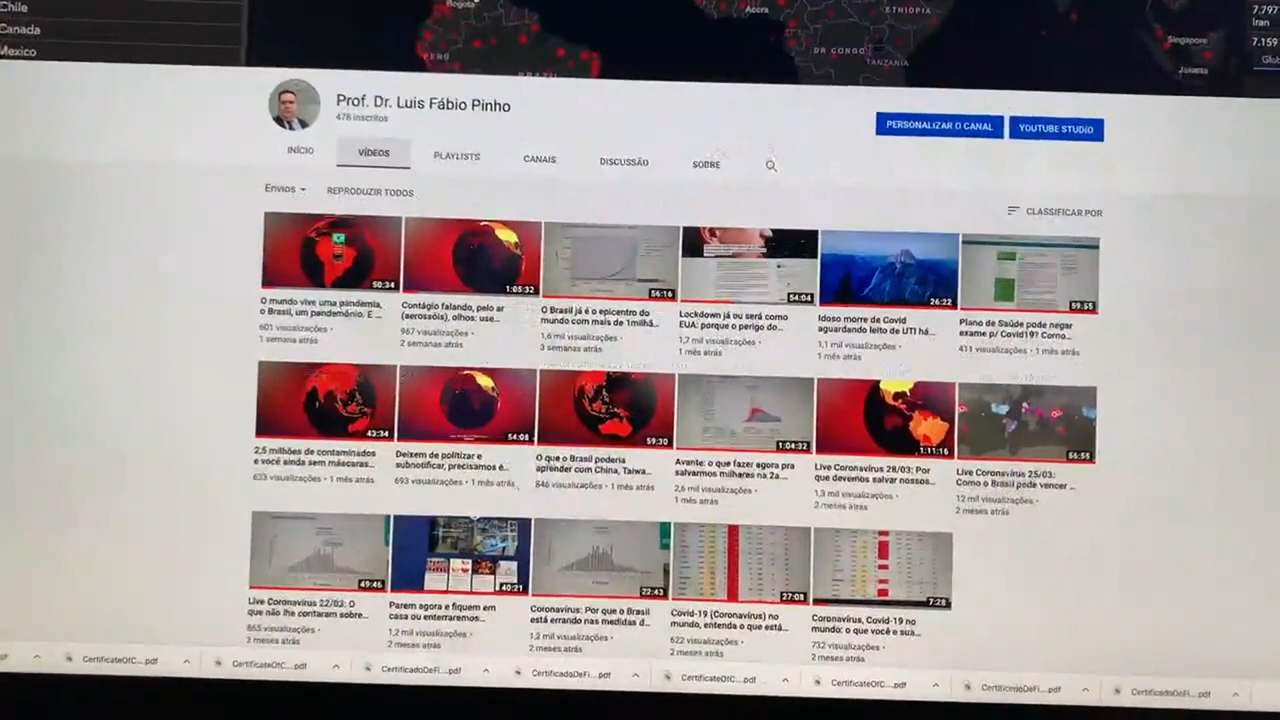 Chile
Canada
Mexico
Bogota
PERU
BRAZIL
Accra
ETHIOPIA
DR CONGO
TANZANIA
Singapore
Jakarta
7,797
Iran
7.159
Glob
Prof. Dr. Luis Fábio Pinho
478 inscritos
PERSONALIZAR O CANAL
YOUTUBE STUDIO
INÍCIO
VÍDEOS
PLAYLISTS
CANAIS
DISCUSSÃO
SOBRE
Envios
REPRODUZIR TODOS
CLASSIFICAR POR
50:34
1:05:32
56:16
54:04
26:22
59:55
O mundo vive uma pandemia,
o Brasil, um pandemônio. E ...
601 visualizações •
1 semana atrás
Contágio falando, pelo ar
(aerossóis), olhos: use...
967 visualizações •
2 semanas atrás
O Brasil já é o epicentro do
mundo com mais de 1milhã...
1,6 mil visualizações •
3 semanas atrás
Lockdown já ou será como
EUA: porque o perigo do...
1,7 mil visualizações •
1 mês atrás
Idoso morre de Covid
aguardando leito de UTI há...
1,1 mil visualizações •
1 mês atrás
Plano de Saúde pode negar
exame p/ Covid19? Como...
411 visualizações • 1 mês atrás
43:34
54:08
59:30
1:04:32
1:11:16
56:55
2,5 milhões de contaminados
e você ainda sem máscaras...
633 visualizações • 1 mês atrás
Deixem de politizar e
subnotificar, precisamos é...
693 visualizações • 1 mês atrás
O que o Brasil poderia
aprender com China, Taiwa...
846 visualizações • 1 mês atrás
Avante: o que fazer agora pra
salvarmos milhares na 2a....
2,6 mil visualizações •
1 mês atrás
Live Coronavírus 28/03: Por
que devemos salvar nossos...
1,3 mil visualizações •
2 meses atrás
Live Coronavírus 25/03:
Como o Brasil pode vencer ...
12 mil visualizações •
2 meses atrás
49:46
40:21
22:43
27:08
7:28
Live Coronavírus 22/03: O
que não lhe contaram sobre...
865 visualizações •
2 meses atrás
Parem agora e fiquem em
casa ou enterraremos...
1,2 mil visualizações •
2 meses atrás
Coronavírus: Por que o Brasil
está errando nas medidas d...
1,2 mil visualizações •
2 meses atrás
Covid-19 (Coronavírus) no
mundo, entenda o que está...
622 visualizações •
2 meses atrás
Coronavírus, Covid-19 no
mundo: o que você e sua...
732 visualizações •
2 meses atrás
CertificateOfC....pdf
CertificateOfC....pdf
CertificadoDeFi....pdf
CertificadoDeFi....pdf
CertificateOfC....pdf
CertificateOfC....pdf
CertificadoDeFi....pdf
CertificadoDeFi....pdf